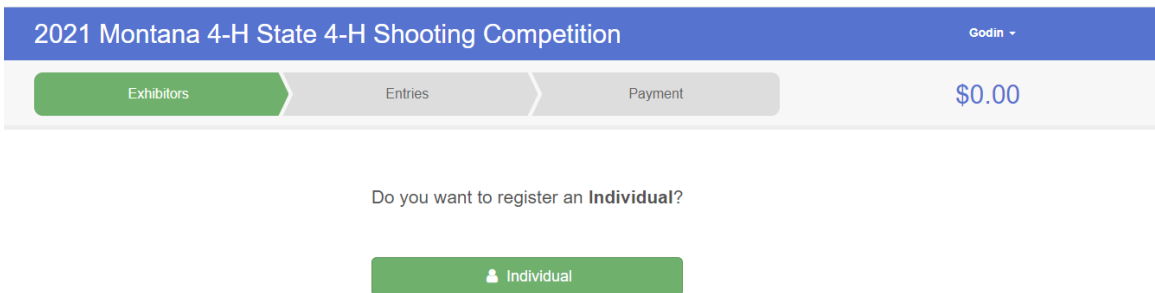 2021 Montana 4-H State 4-H Shooting Competition
Godin
Exhibitors
Entries
Payment
$0.00
Do you want to register an Individual?
Individual